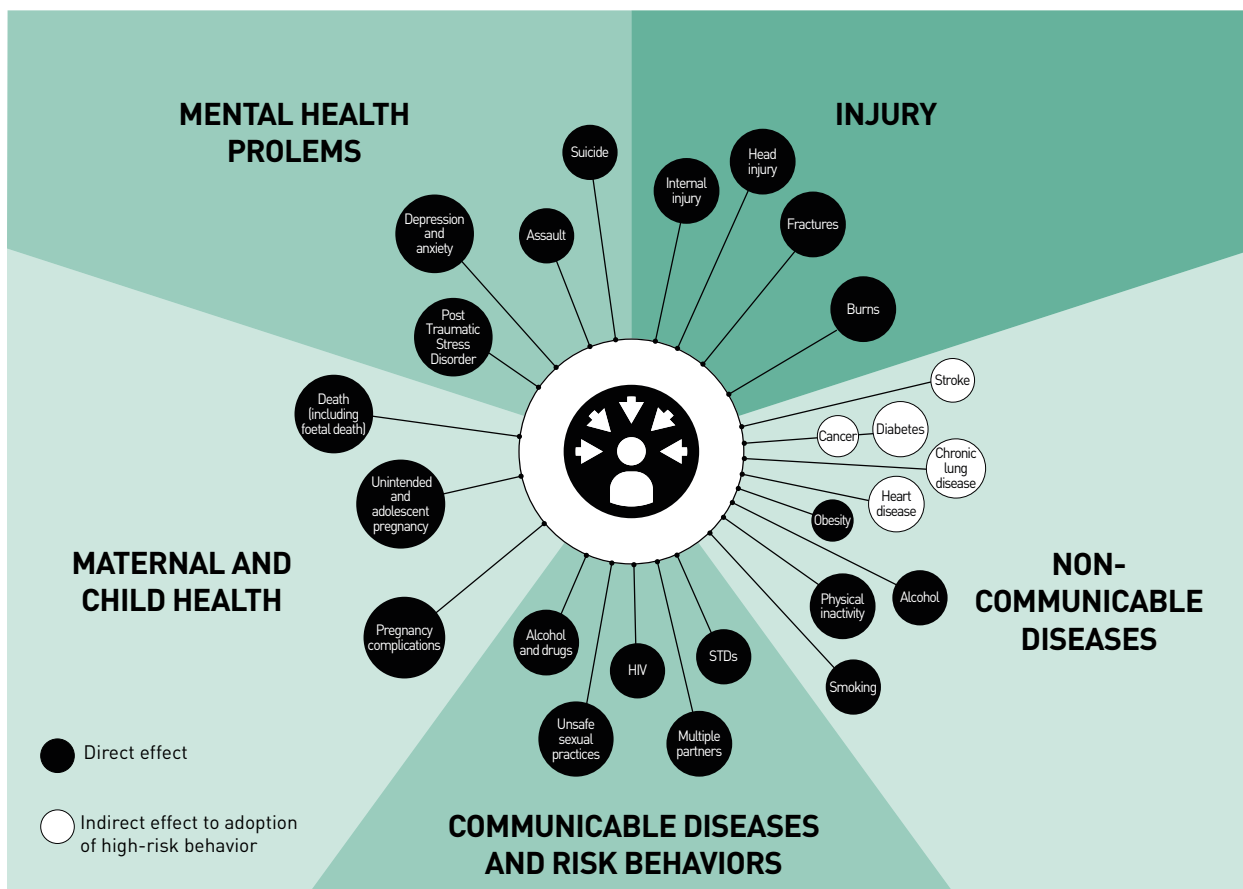 MENTAL HEALTH
PROLEMS
Suicide
Depression
and
anxiety
Assault
Post
Traumatic
Stress
Disorder
INJURY
Internal
injury
Head
injury
Fractures
Burns
Stroke
Cancer
Diabetes
Chronic
lung
disease
Heart
disease
Obesity
Alcohol
Physical
inactivity
Smoking
NON-
COMMUNICABLE
DISEASES
Death
(including
foetal death)
Unintended
and
adolescent
pregnancy
Pregnancy
complications
MATERNAL AND
CHILD HEALTH
Alcohol
and drugs
HIV
STDs
Unsafe
sexual
practices
Multiple
partners
COMMUNICABLE DISEASES
AND RISK BEHAVIORS
Direct effect
Indirect effect to adoption
of high-risk behavior